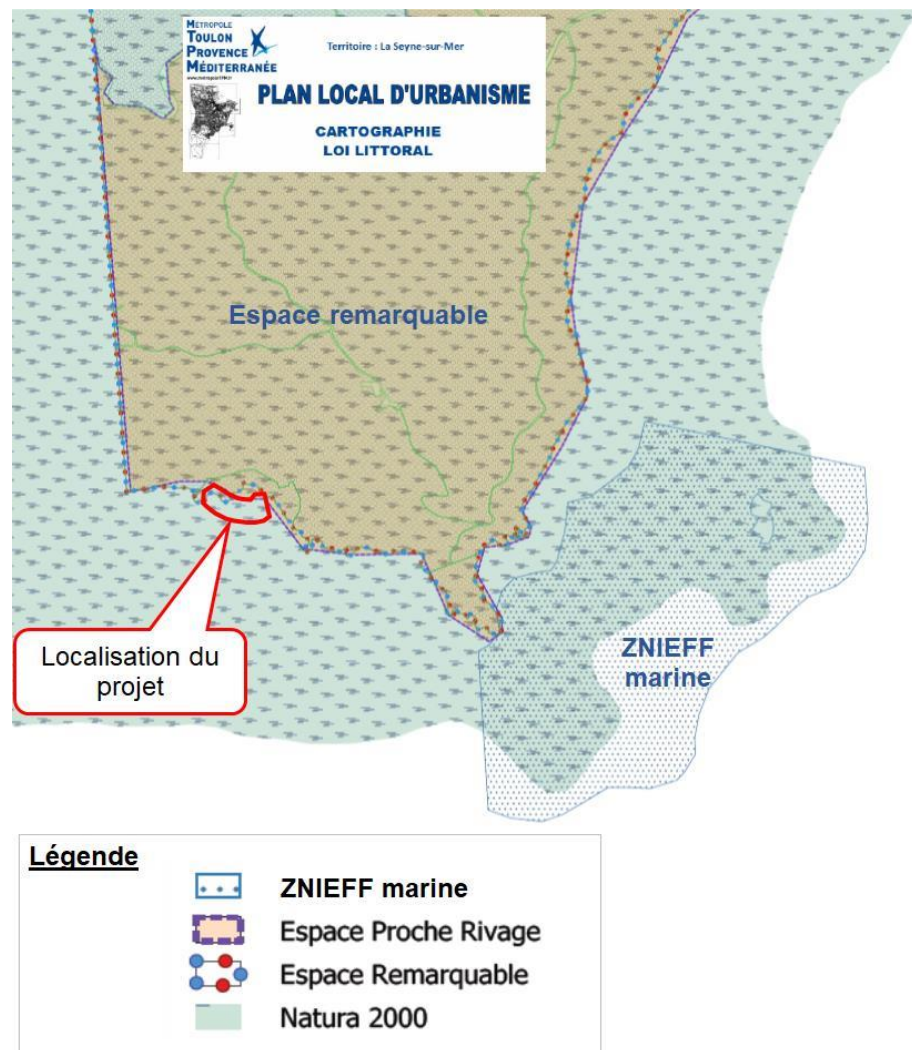 MÉTROPOLE
TOULON
PROVENCE
MÉDITERRANÉE
Territoire : La Seyne-sur-Mer
PLAN LOCAL D'URBANISME
CARTOGRAPHIE
LOI LITTORAL
Espace remarquable
ZNIEFF
marine
Localisation du
projet
Légende
ZNIEFF marine
Espace Proche Rivage
Espace Remarquable
Natura 2000